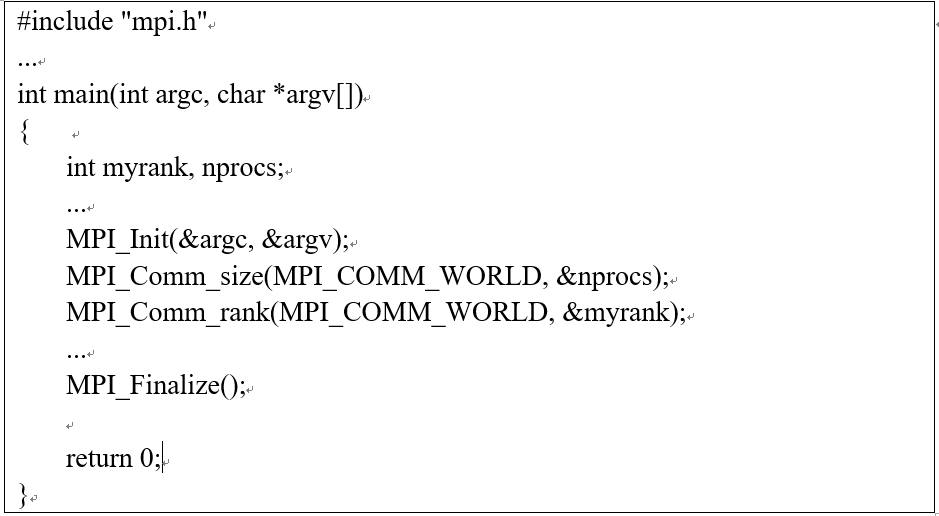 #include "mpi.h"
...
int main(int argc, char *argv[])
{
int myrank, nprocs;
...
MPI_Init(&argc, &argv);
MPI_Comm_size(MPI_COMM_WORLD, &nprocs);
MPI_Comm_rank(MPI_COMM_WORLD, &myrank);
...
MPI_Finalize();
return 0;
}